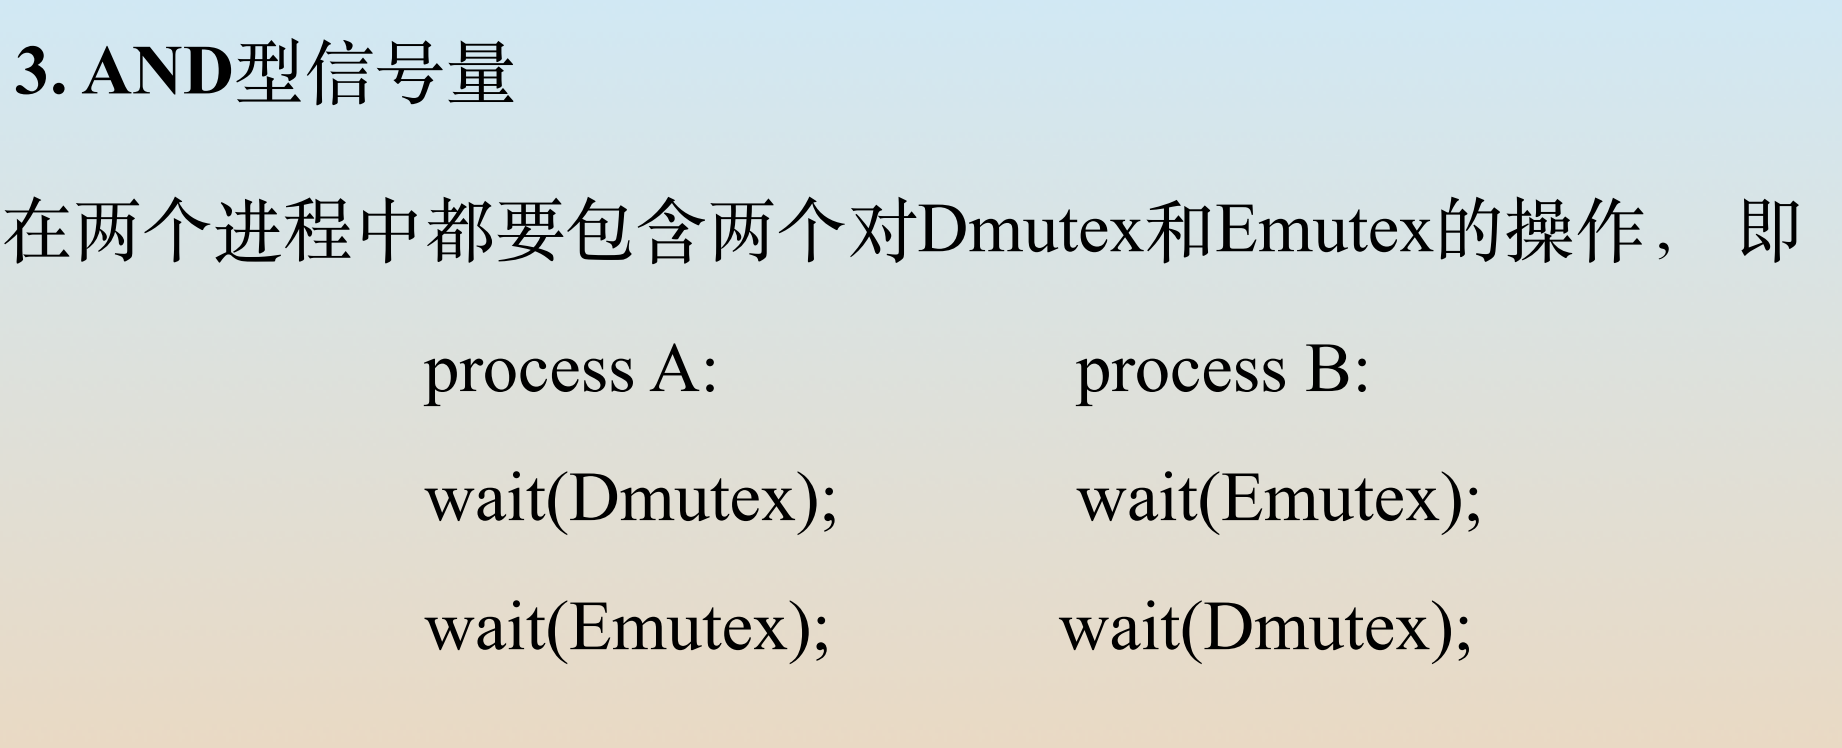 3. AND型信号量
在两个进程中都要包含两个对Dmutex和Emutex的操作， 即
process A: process B:
wait(Dmutex); wait(Emutex);
wait(Emutex); wait(Dmutex);